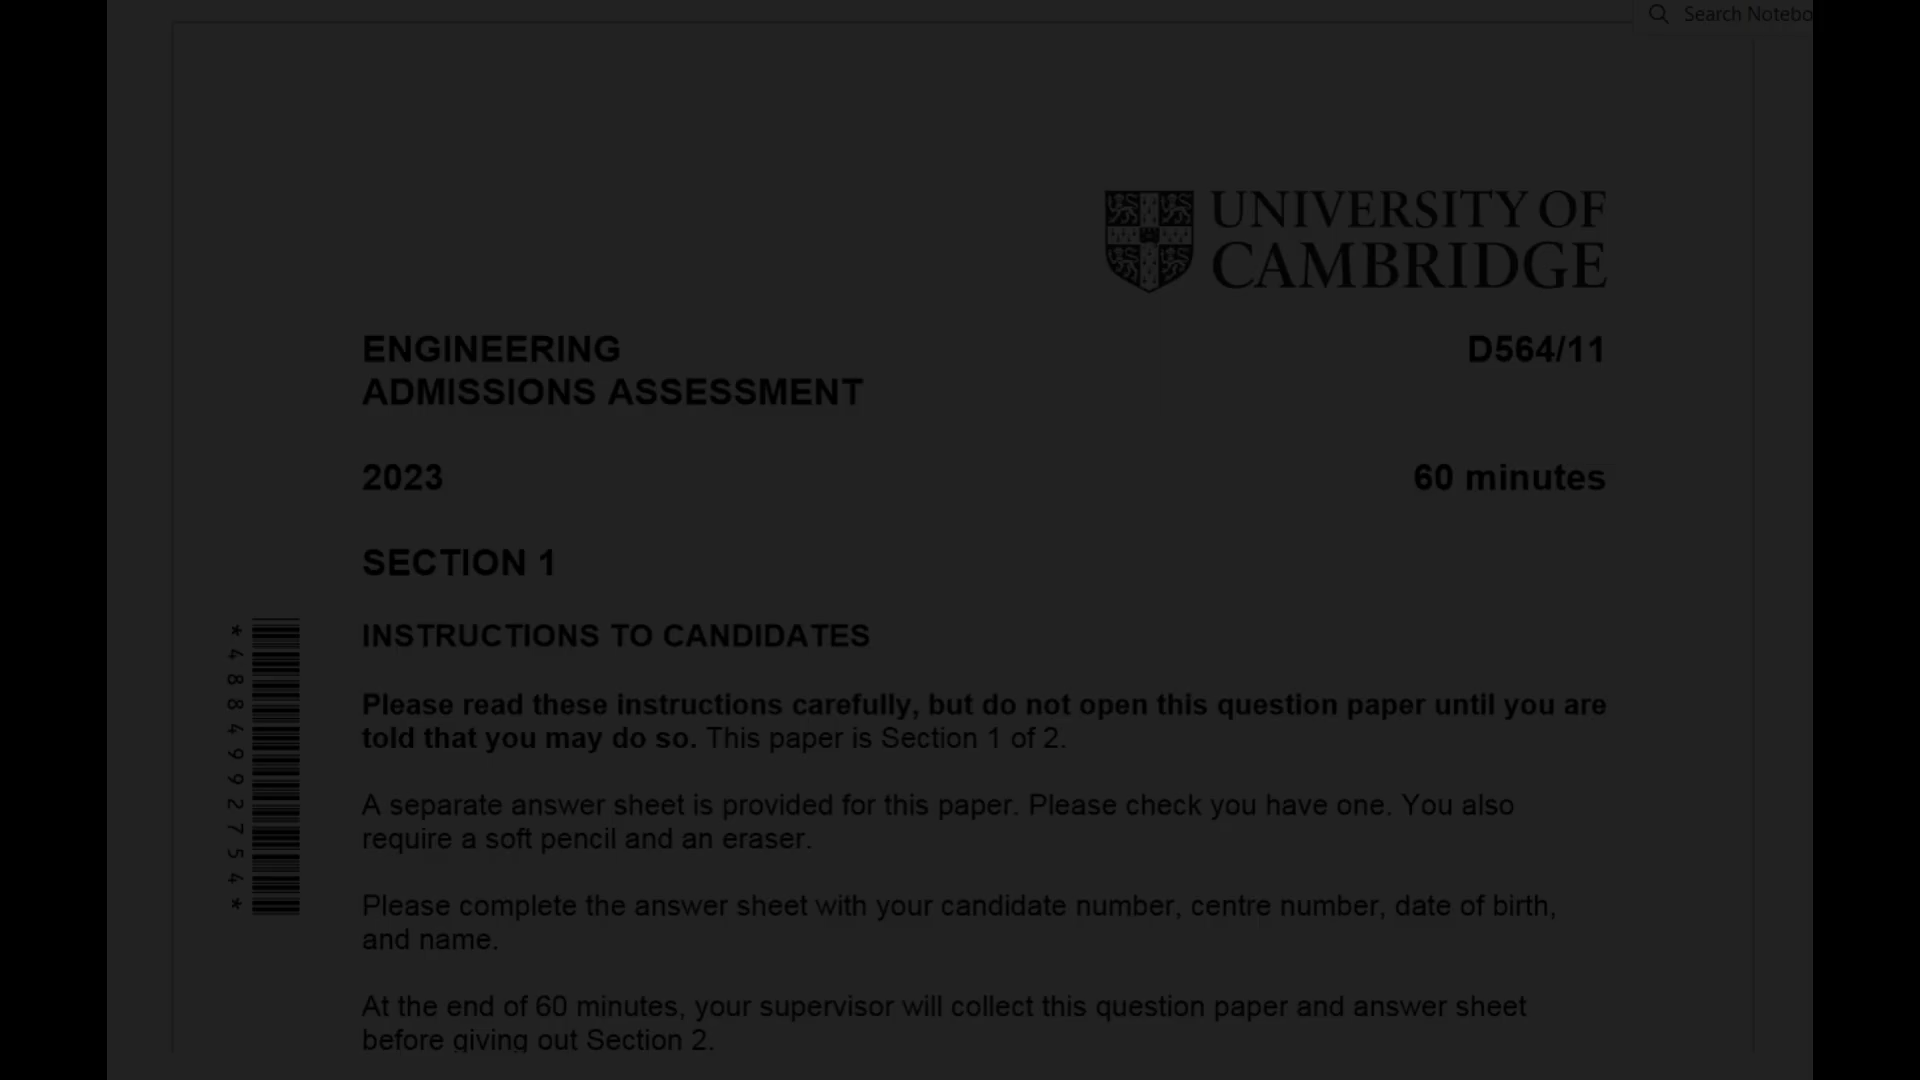 Search Notebo
UNIVERSITY OF
CAMBRIDGE
ENGINEERING
ADMISSIONS ASSESSMENT
D564/11
2023
60 minutes
SECTION 1
*4884992754*
INSTRUCTIONS TO CANDIDATES
Please read these instructions carefully, but do not open this question paper until you are
told that you may do so. This paper is Section 1 of 2.
A separate answer sheet is provided for this paper. Please check you have one. You also
require a soft pencil and an eraser.
Please complete the answer sheet with your candidate number, centre number, date of birth,
and name.
At the end of 60 minutes, your supervisor will collect this question paper and answer sheet
before giving out Section 2.